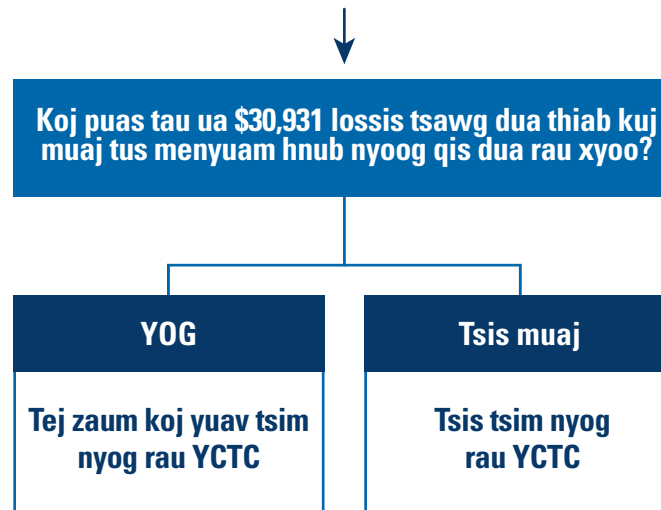 Koj puas tau ua $30,931 lossis tsawg dua thiab kuj
muaj tus menyuam hnub nyoog qis dua rau xyoo?
YOG
Tej zaum koj yuav tsim
nyog rau YCTC
Tsis muaj
Tsis tsim nyog
rau YCTC